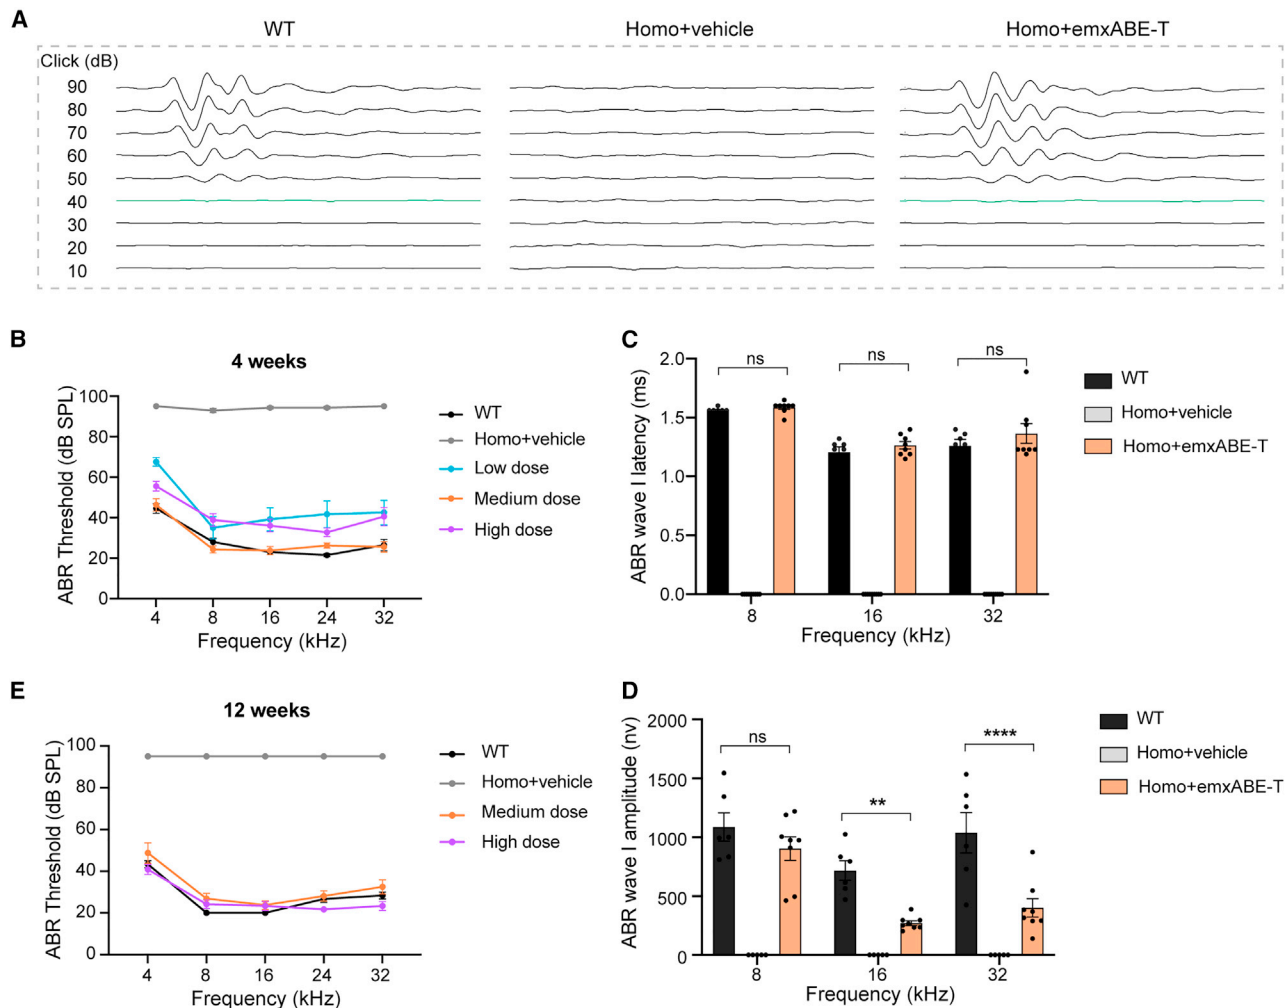 A
WT
Homo+vehicle
Homo+emxABE-T
Click (dB)
90
80
70
60
50
40
30
20
10
B
4 weeks
ABR Threshold (dB SPL)
100
80
60
40
20
0
4 8 16 24 32
Frequency (kHz)
WT
Homo+vehicle
Low dose
Medium dose
High dose
C
ABR wave I latency (ms)
2.0
1.5
1.0
0.5
0.0
ns ns ns
8 16 32
Frequency (kHz)
WT
Homo+vehicle
Homo+emxABE-T
E
12 weeks
ABR Threshold (dB SPL)
100
80
60
40
20
0
4 8 16 24 32
Frequency (kHz)
WT
Homo+vehicle
Medium dose
High dose
D
ABR wave I amplitude (nv)
2000
1500
1000
500
0
ns ** ****
8 16 32
Frequency (kHz)
WT
Homo+vehicle
Homo+emxABE-T